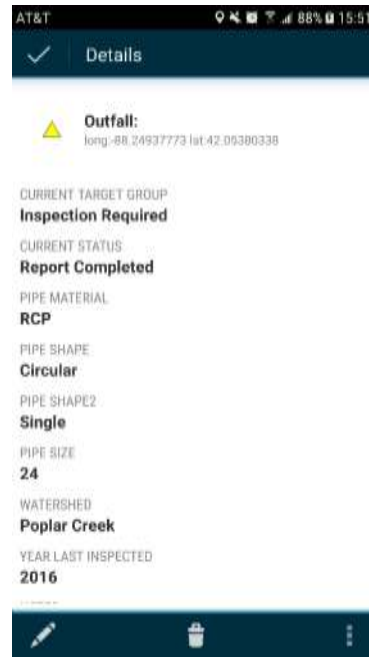 AT&T 88% 15:51
Details
Outfall:
long:-88.24937773 lat:42.05380338
CURRENT TARGET GROUP
Inspection Required
CURRENT STATUS
Report Completed
PIPE MATERIAL
RCP
PIPE SHAPE
Circular
PIPE SHAPE2
Single
PIPE SIZE
24
WATERSHED
Poplar Creek
YEAR LAST INSPECTED
2016